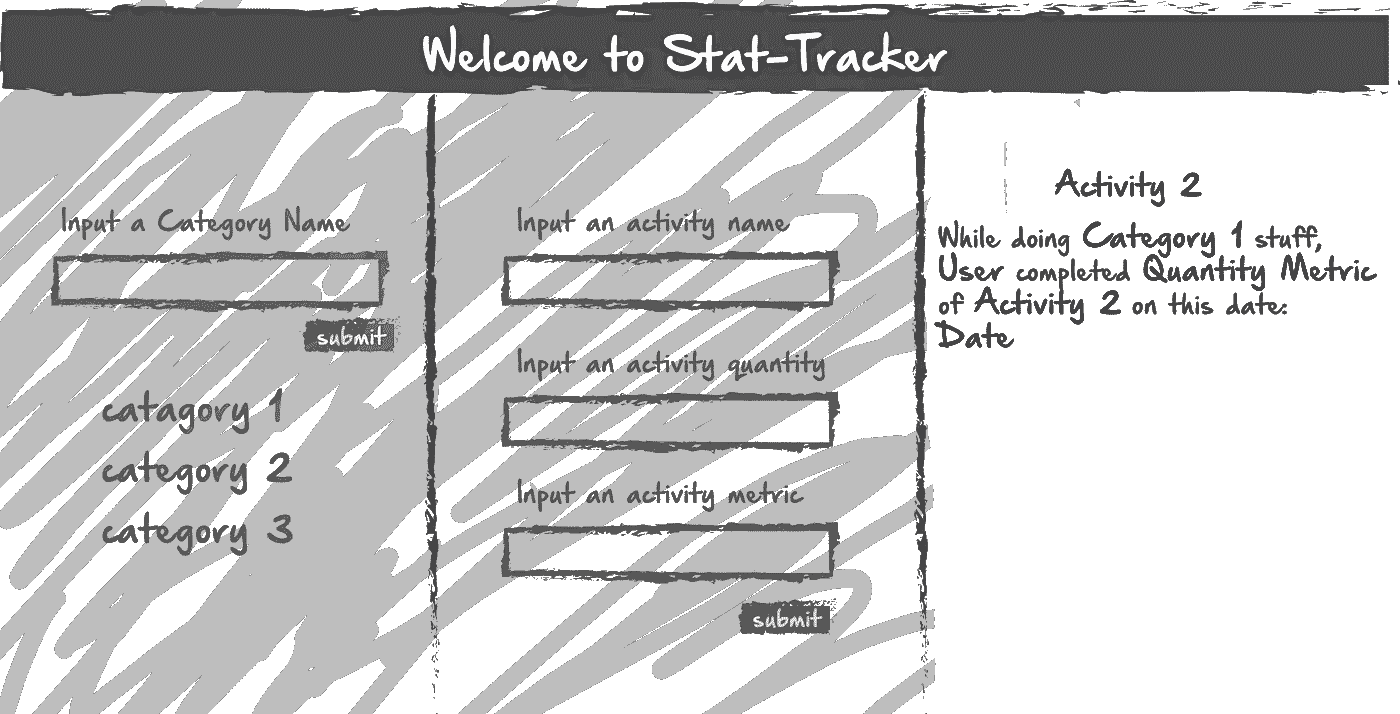 Welcome to Stat-Tracker
Input a Category Name
submit
catagory 1
category 2
category 3
Input an activity name
Input an activity quantity
Input an activity metric
submit
Activity 2
While doing Category 1 stuff,
User completed Quantity Metric
of Activity 2 on this date:
Date